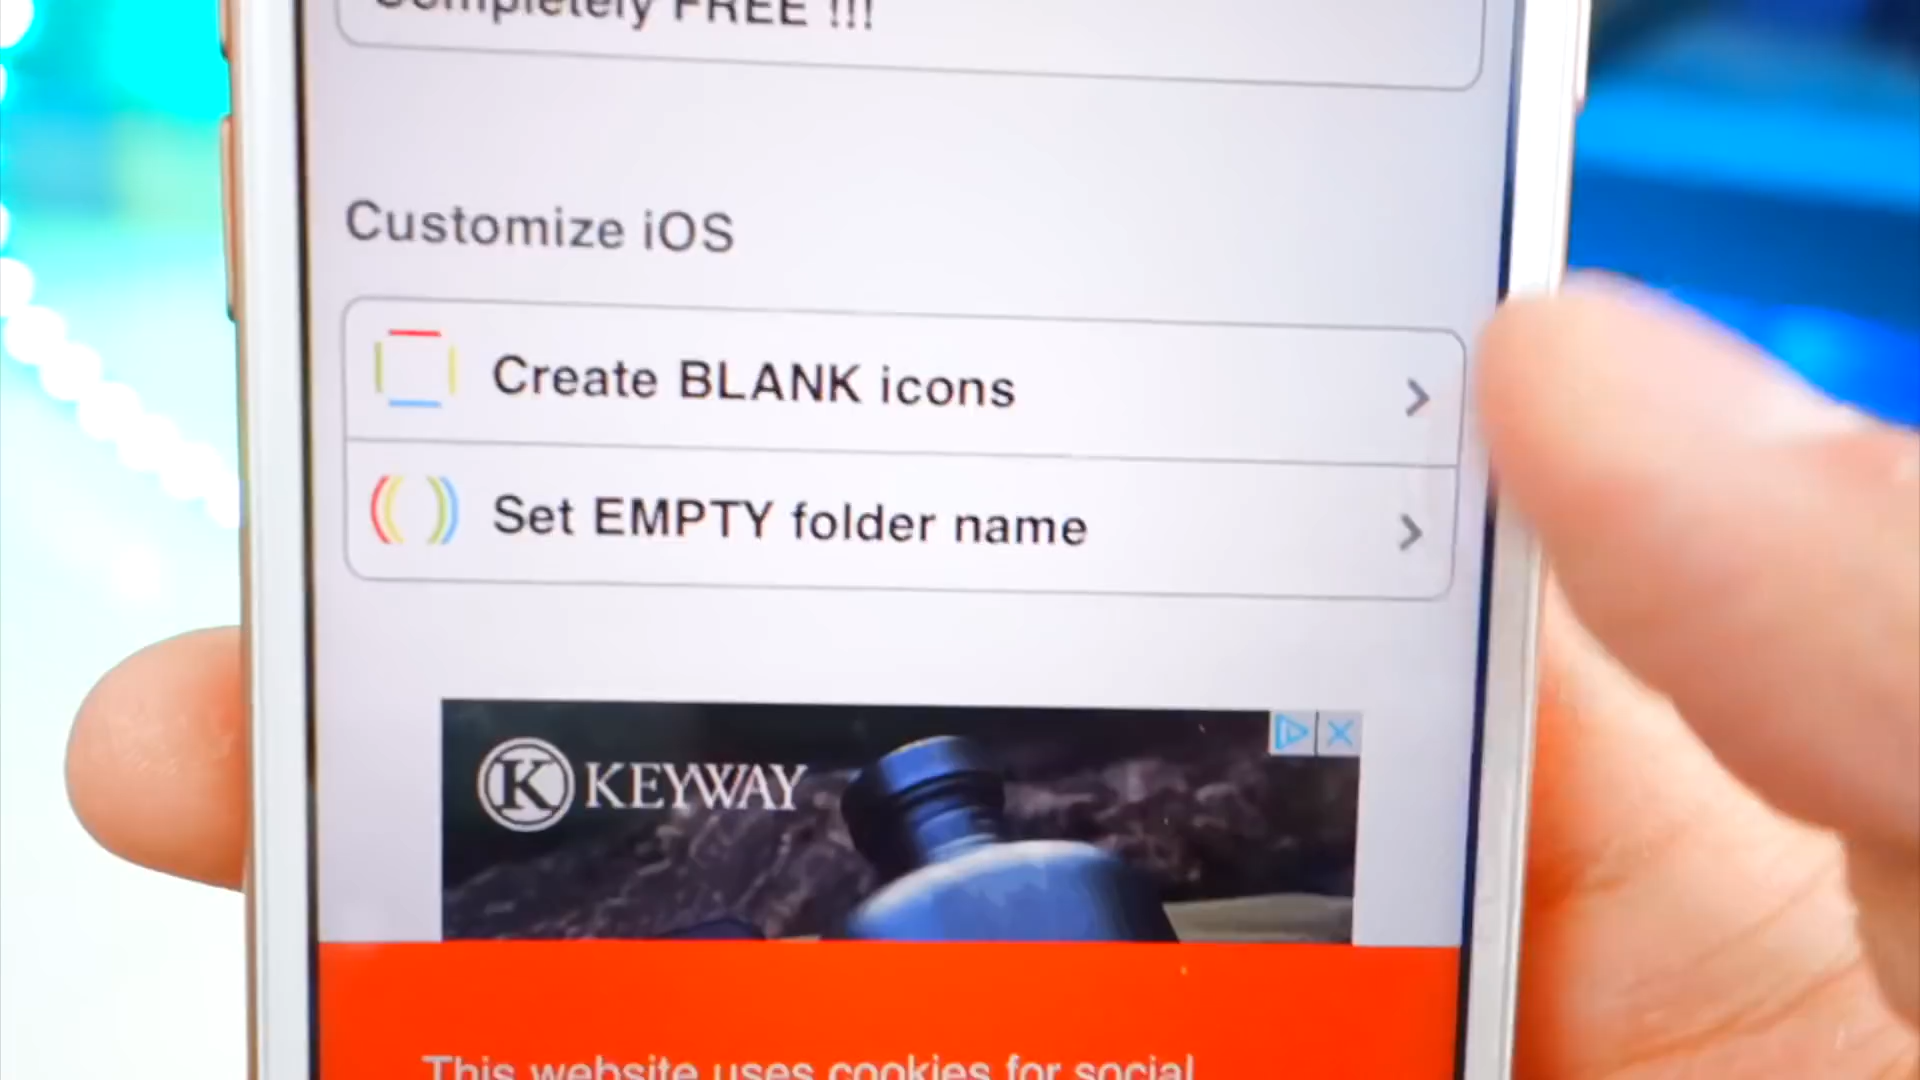 Completely FREE !!!
Customize iOS
Create BLANK icons
Set EMPTY folder name
K KEYWAY
This website uses cookies for social